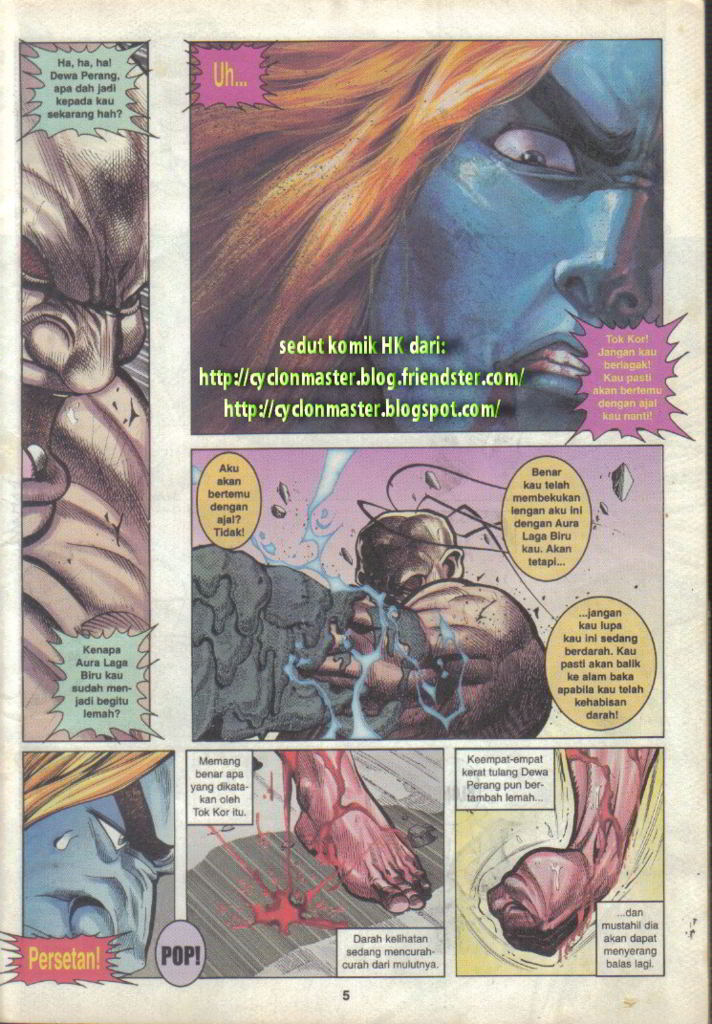 Ha, ha, ha!
Dewa Perang,
apa dah jadi
kepada kau
sekarang hah?
Uh...
sedut komik HK dari:
http://cyclonmaster.blog.friendster.com/
http://cyclonmaster.blogspot.com/
Tok Kor!
Jangan kau
berlagak!
Kau pasti
akan bertemu
dengan ajal
kau nanti!
Kenapa
Aura Laga
Biru kau
sudah men-
jadi begitu
lemah?
Aku
akan
bertemu
dengan
ajal?
Tidak!
Benar
kau telah
membekukan
lengan aku ini
dengan Aura
Laga Biru
kau. Akan
tetapi...
...jangan
kau lupa
kau ini sedang
berdarah. Kau
pasti akan balik
ke alam baka
apabila kau telah
kehabisan
darah!
Persetan!
POP!
Memang
benar apa
yang dikata-
kan oleh
Tok Kor itu.
Darah kelihatan
sedang mencurah-
curah dari mulutnya.
Keempat-empat
kerat tulang Dewa
Perang pun ber-
tambah lemah...
...dan
mustahil dia
akan dapat
menyerang
balas lagi.
5